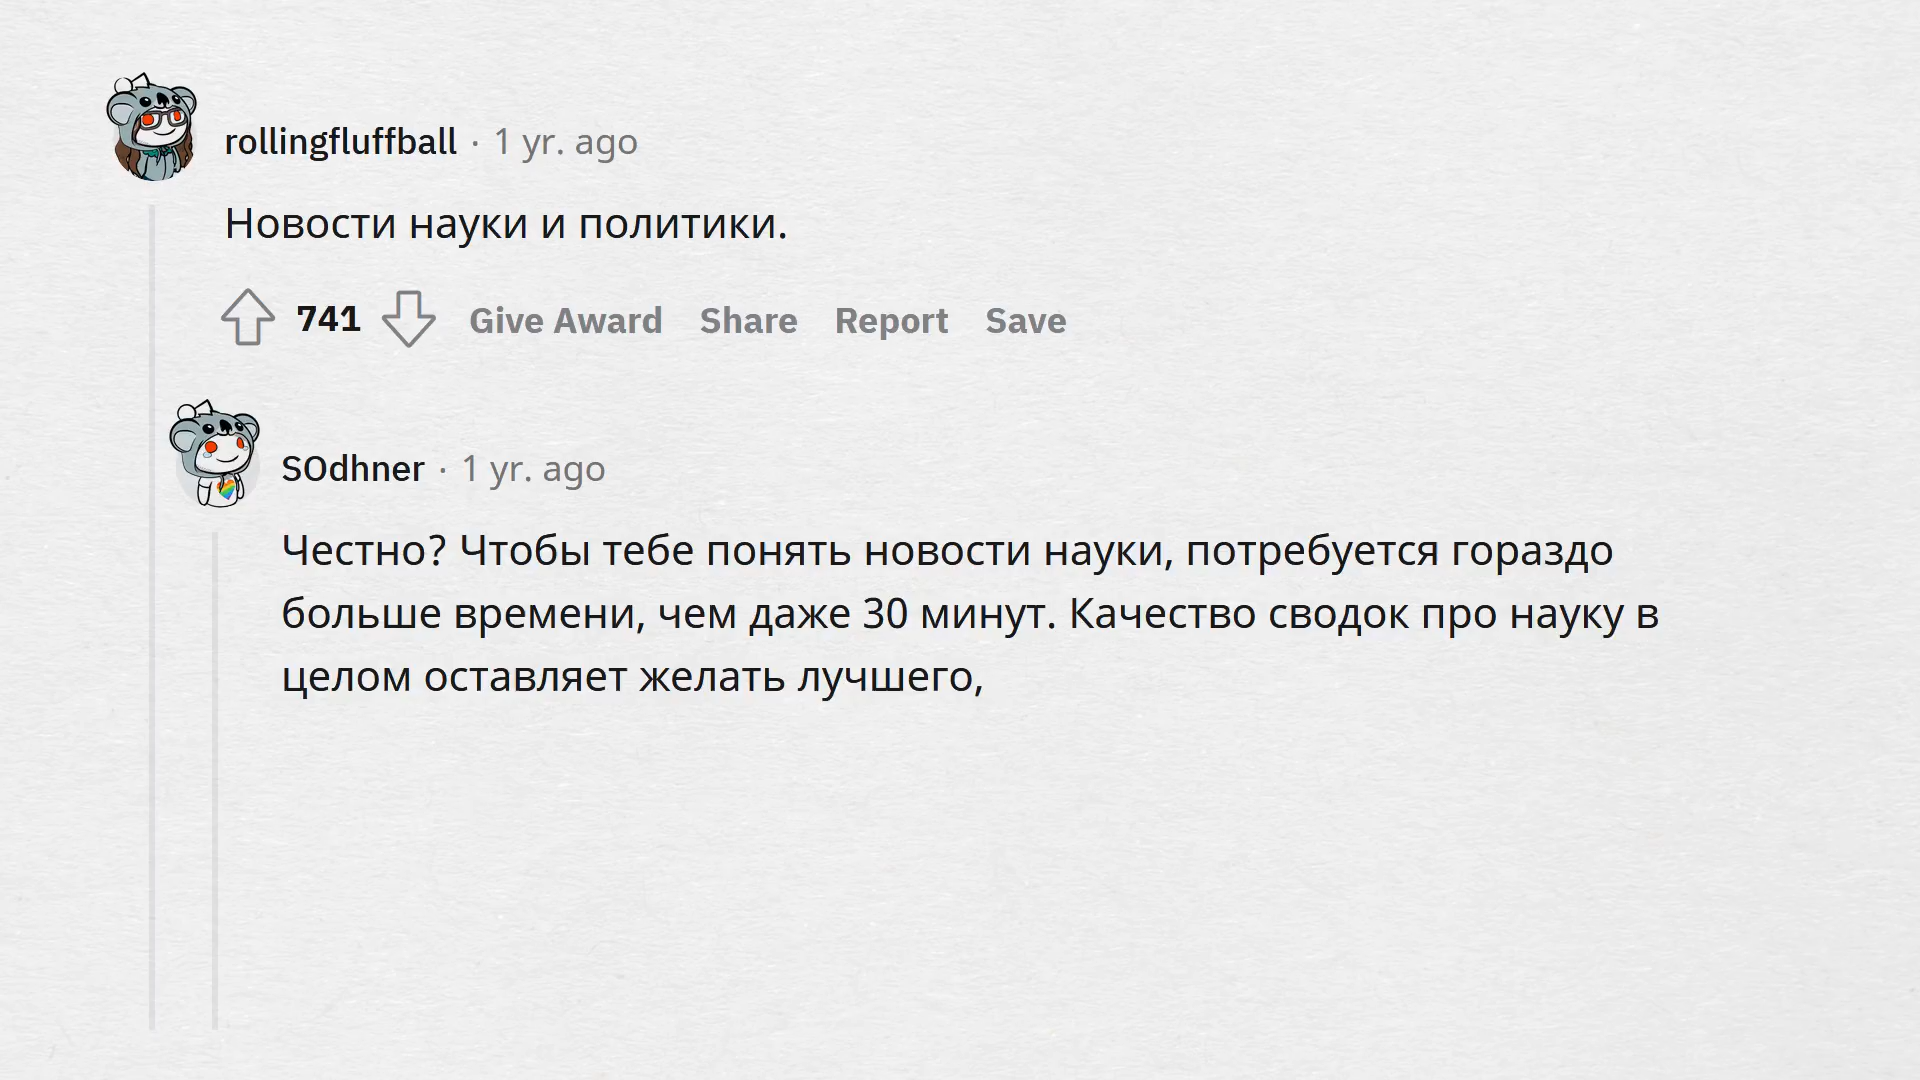 rollingfluffball · 1 yr. ago
Новости науки и политики.
741 Give Award Share Report Save
SOdhner · 1 yr. ago
Честно? Чтобы тебе понять новости науки, потребуется гораздо
больше времени, чем даже 30 минут. Качество сводок про науку в
целом оставляет желать лучшего,